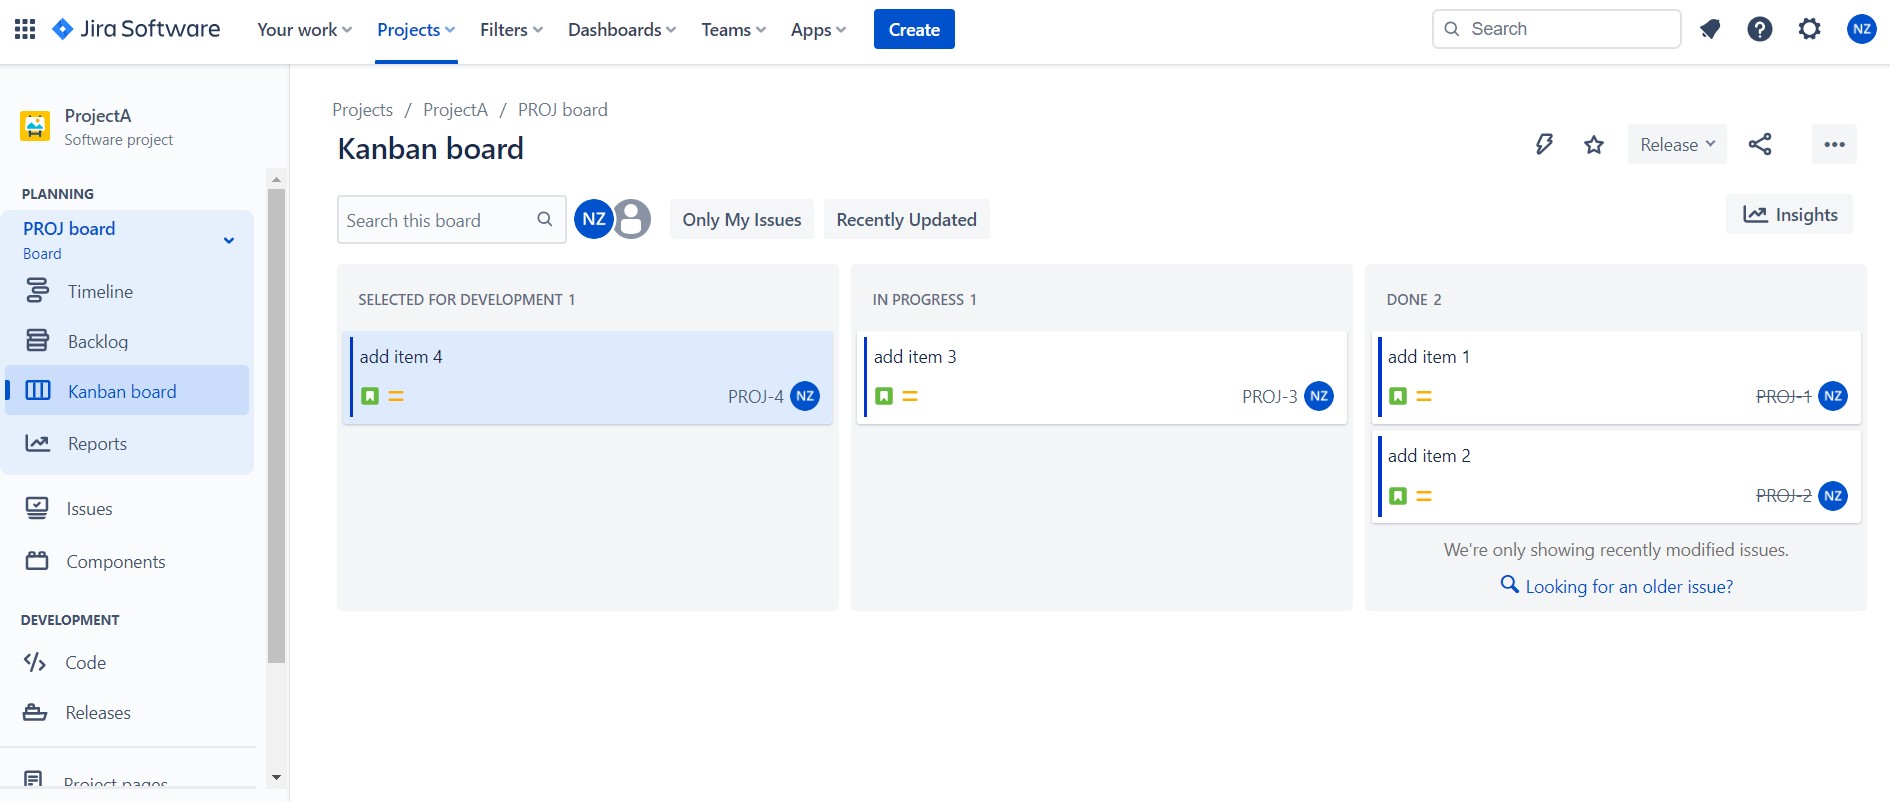 Jira Software
Your work
Projects
Filters
Dashboards
Teams
Apps
Create
Search
NZ
ProjectA
Software project
PLANNING
PROJ board
Board
Timeline
Backlog
Kanban board
Reports
Issues
Components
DEVELOPMENT
Code
Releases
Project pages
Projects / ProjectA / PROJ board
Kanban board
Release
Search this board
NZ
Only My Issues
Recently Updated
Insights
SELECTED FOR DEVELOPMENT 1
add item 4
PROJ-4 NZ
IN PROGRESS 1
add item 3
PROJ-3 NZ
DONE 2
add item 1
PROJ-1 NZ
add item 2
PROJ-2 NZ
We're only showing recently modified issues.
Looking for an older issue?